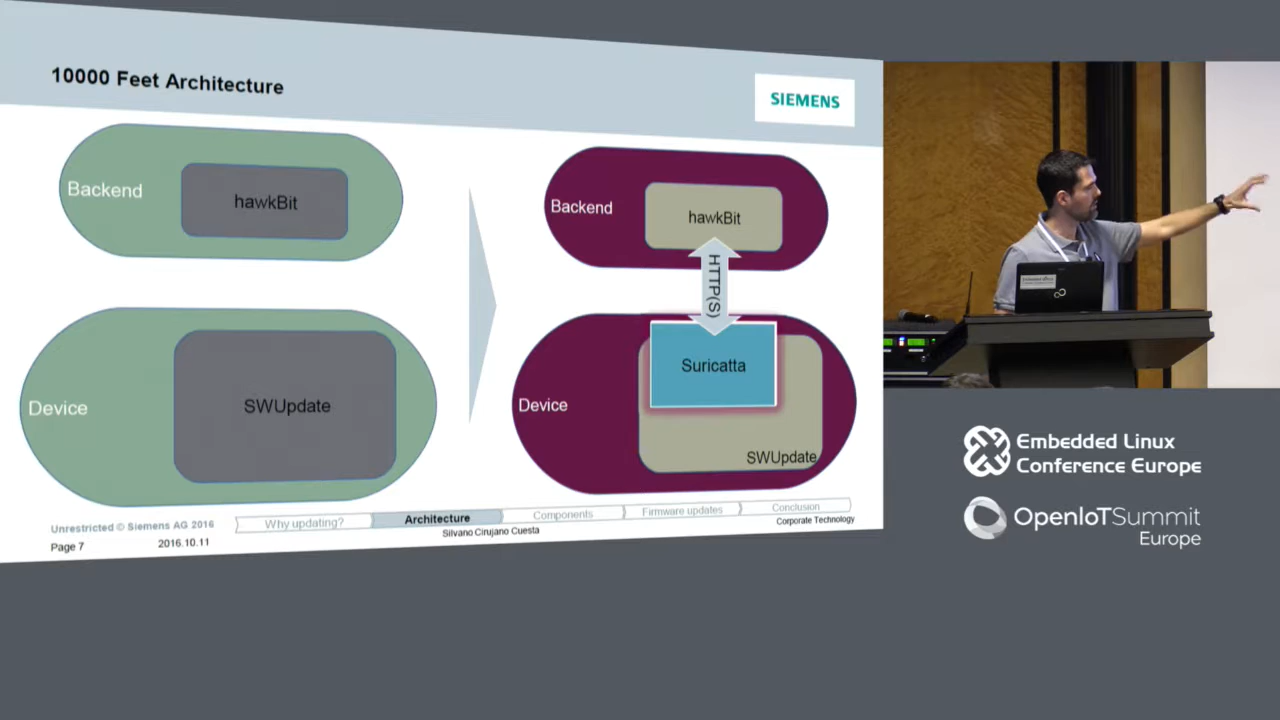 10000 Feet Architecture
SIEMENS
Backend
hawkBit
Device
SWUpdate
Backend
hawkBit
HTTP(S)
Device
Suricatta
SWUpdate
Unrestricted © Siemens AG 2016
Page 7
2016.10.11
Why updating?
Architecture
Components
Firmware updates
Conclusion
Silvano Cirujano Cuesta
Corporate Technology
Embedded Linux
Conference Europe
OpenIoTSummit
Europe